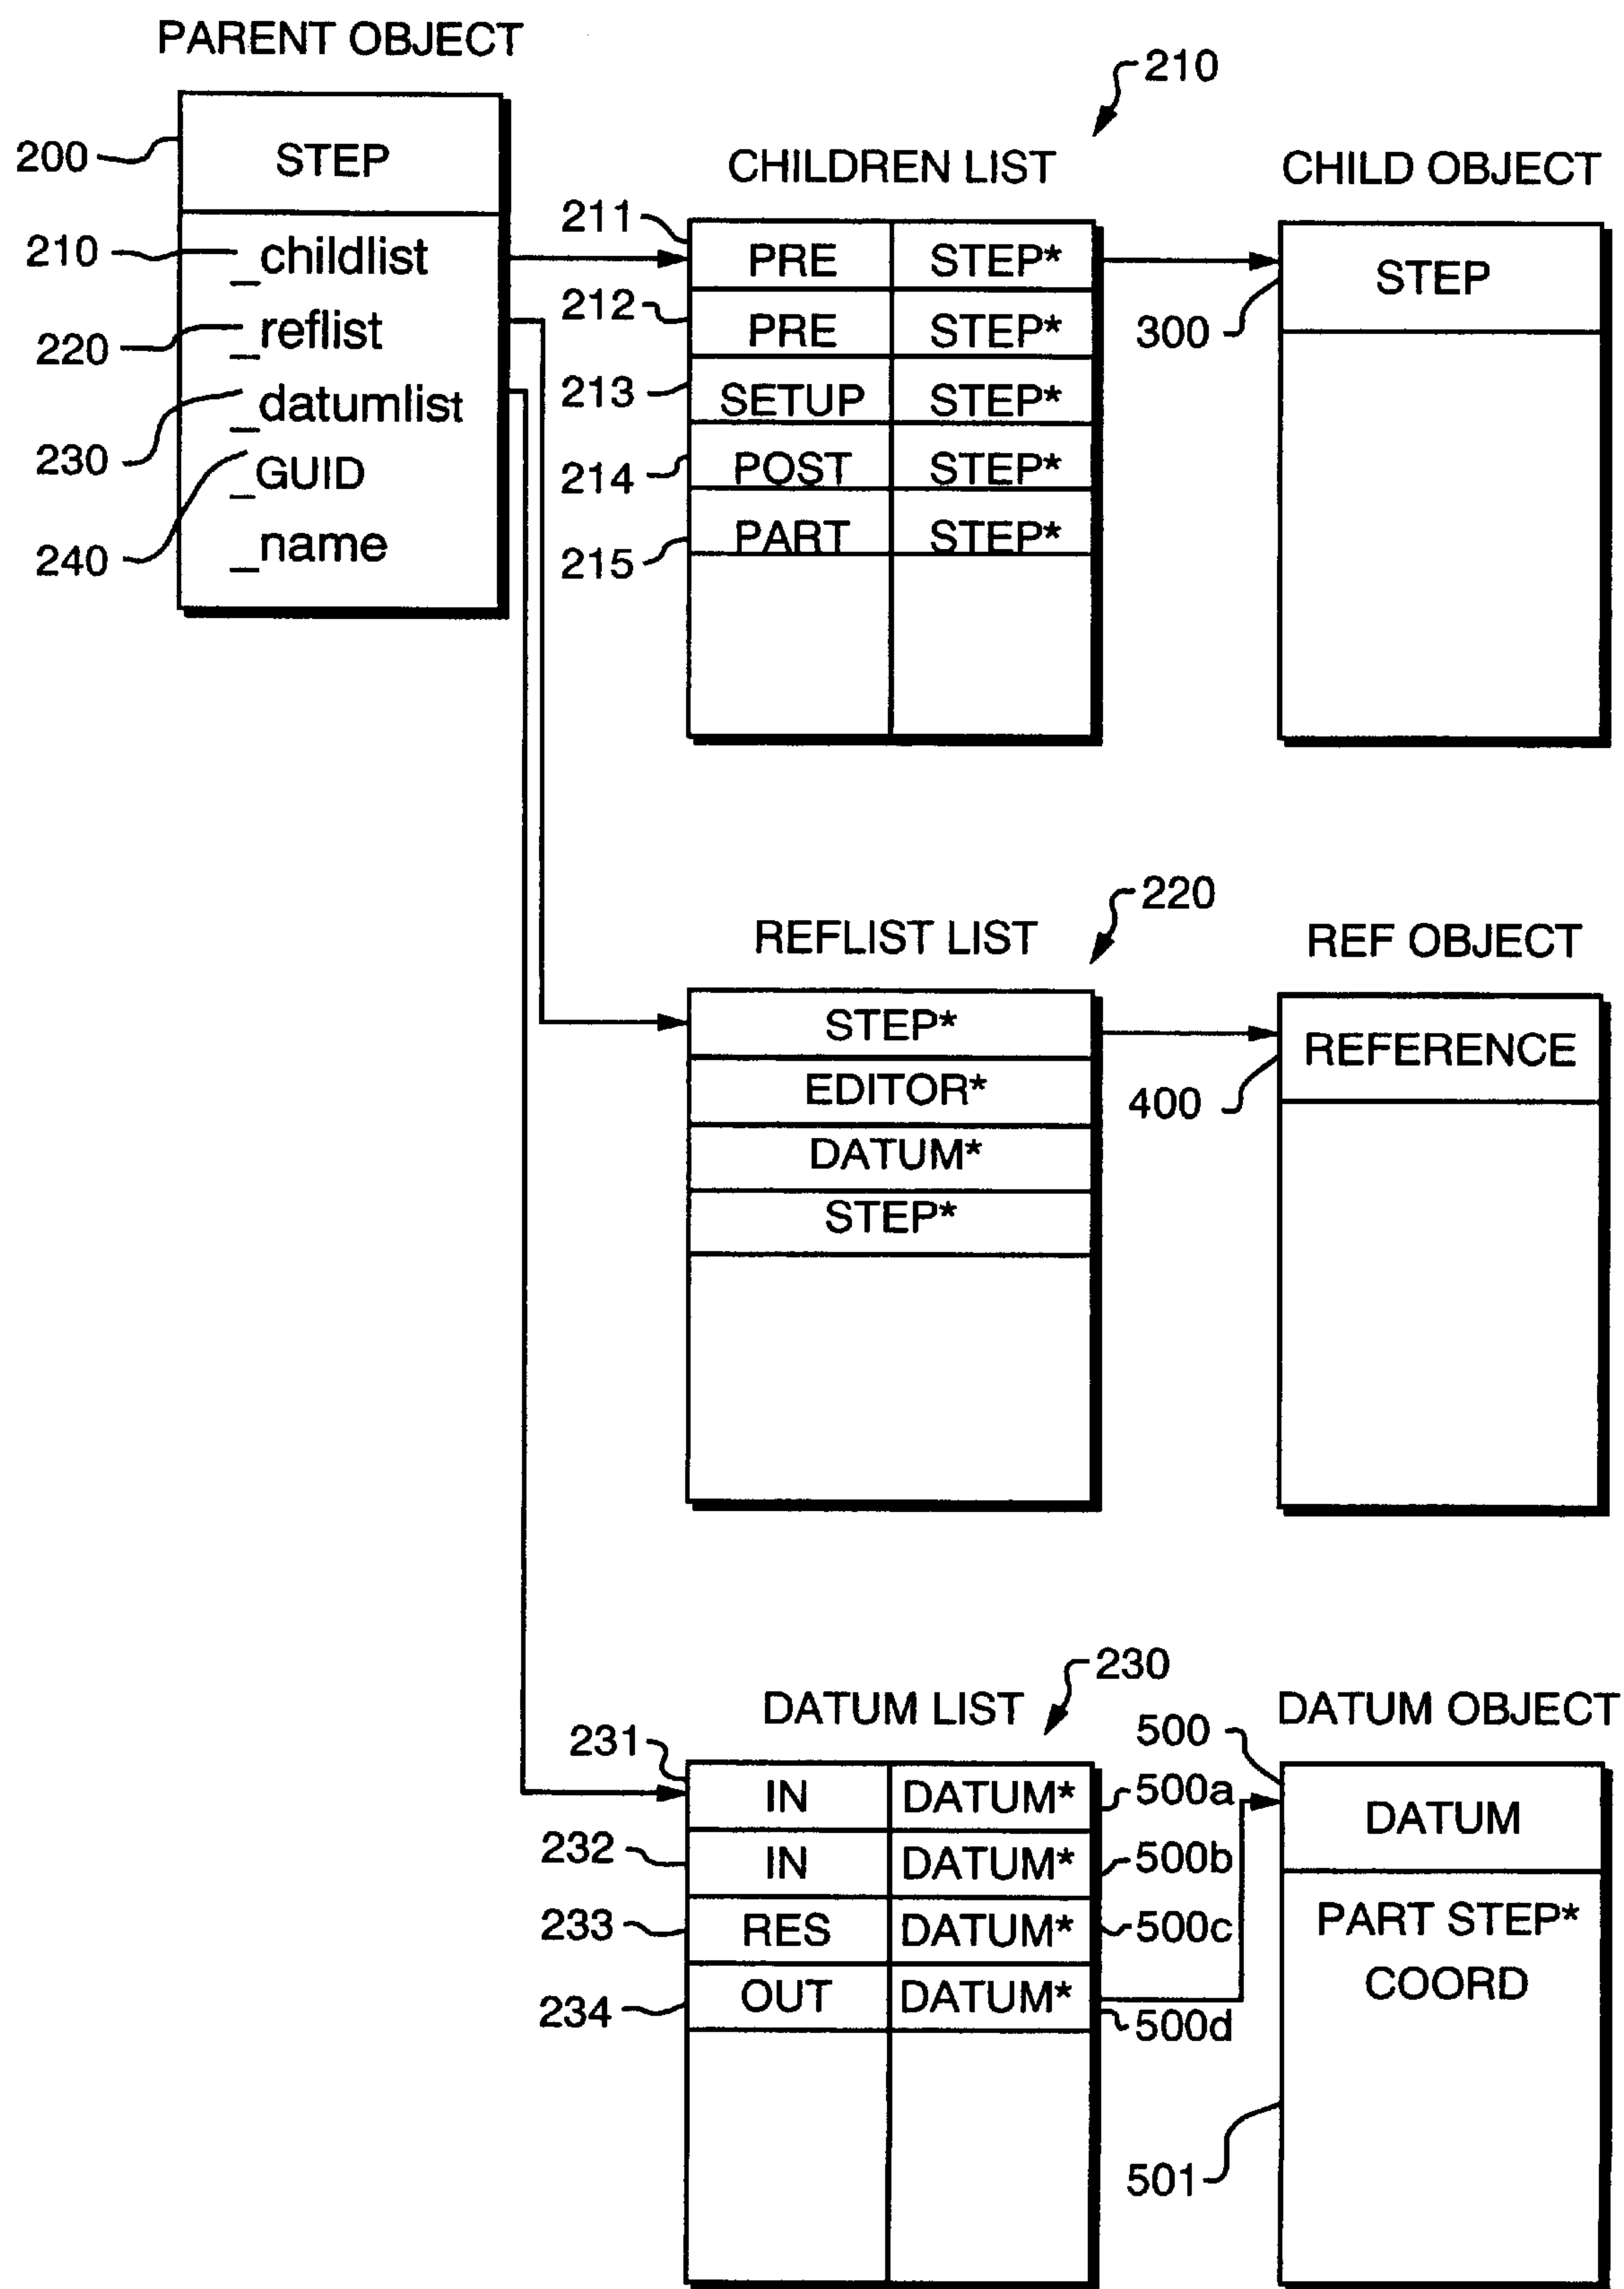 PARENT OBJECT
200
STEP
210
_childlist
220
_reflist
230
_datumlist
240
_GUID
_name
210
CHILDREN LIST
211
PRE STEP*
212
PRE STEP*
213
SETUP STEP*
214
POST STEP*
215
PART STEP*
CHILD OBJECT
STEP
300
220
REFLIST LIST
STEP*
EDITOR*
DATUM*
STEP*
REF OBJECT
REFERENCE
400
230
DATUM LIST
231
IN DATUM* 500a
232
IN DATUM* 500b
233
RES DATUM* 500c
234
OUT DATUM* 500d
DATUM OBJECT
500
DATUM
PART STEP*
COORD
501